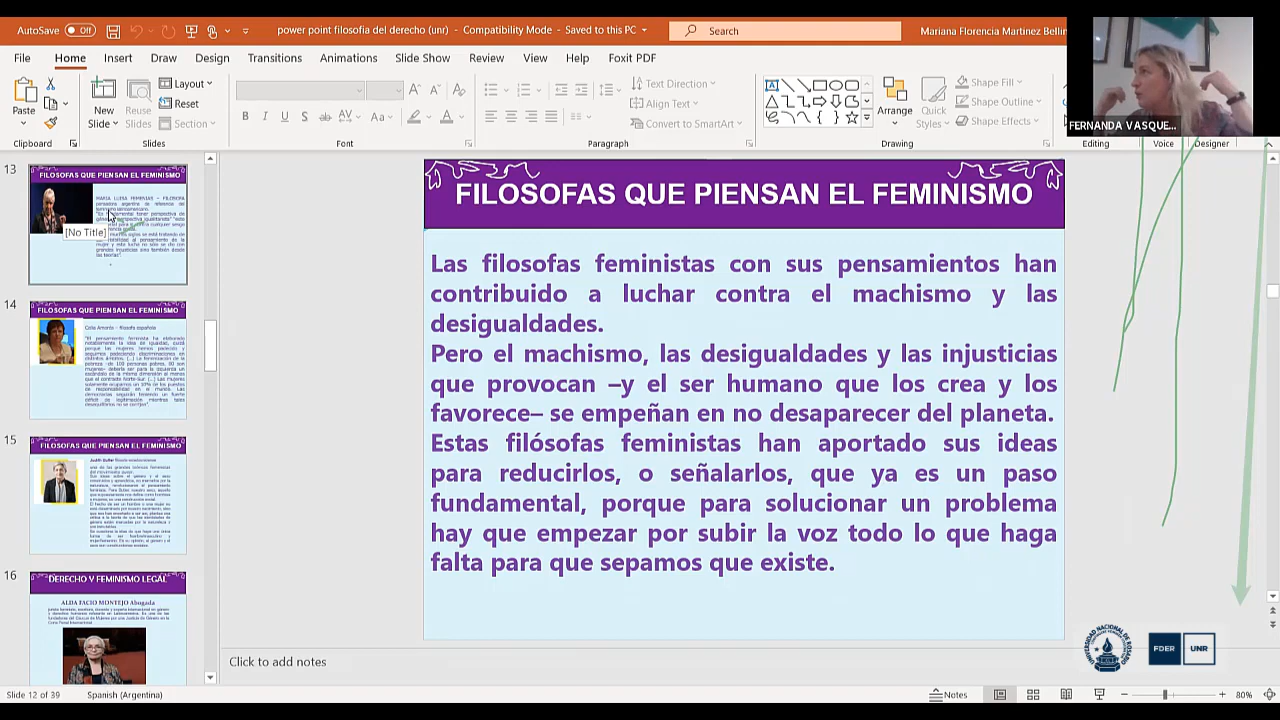 AutoSave Off
power point filosofia del derecho (unr) - Compatibility Mode - Saved to this PC
Search
Mariana Florencia Martinez Bellin
File Home Insert Draw Design Transitions Animations Slide Show Review View Help Foxit PDF
Paste
New Slide
Reuse Slides
Layout
Reset
Section
Text Direction
Align Text
Convert to SmartArt
Arrange
Quick Styles
Shape Fill
Shape Outline
Shape Effects
Clipboard
Slides
Font
Paragraph
Drawing
Editing
Voice
Designer
FERNANDA VASQUE...
13
FILOSOFAS QUE PIENSAN EL FEMINISMO
[No Title]
14
FILOSOFAS QUE PIENSAN EL FEMINISMO
Celia Amorós – filósofa española
15
FILOSOFAS QUE PIENSAN EL FEMINISMO
16
DERECHO Y FEMINISMO LEGAL
ALDA FACIO MONTEJO Abogada
FILOSOFAS QUE PIENSAN EL FEMINISMO
Las filosofas feministas con sus pensamientos han
contribuido a luchar contra el machismo y las
desigualdades.
Pero el machismo, las desigualdades y las injusticias
que provocan –y el ser humano que los crea y los
favorece– se empeñan en no desaparecer del planeta.
Estas filósofas feministas han aportado sus ideas
para reducirlos, o señalarlos, que ya es un paso
fundamental, porque para solucionar un problema
hay que empezar por subir la voz todo lo que haga
falta para que sepamos que existe.
UNIVERSIDAD NACIONAL DE ROSARIO
FDER UNR
Click to add notes
Slide 12 of 39
Spanish (Argentina)
Notes
80%